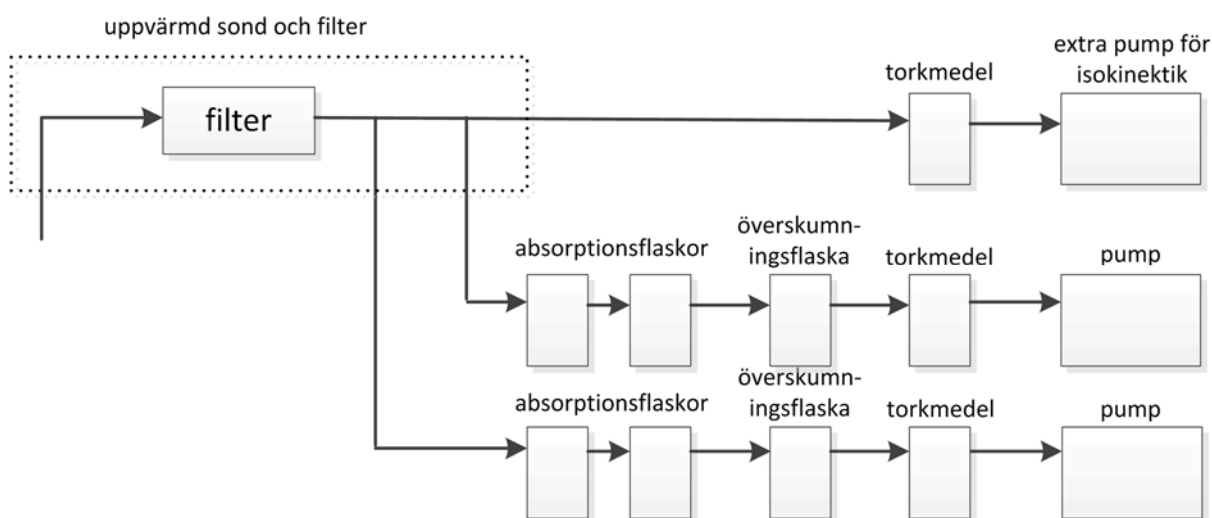 uppvärmd sond och filter
filter
torkmedel
extra pump för
isokinektik
absorptionsflaskor
överskumn-
ingsflaska
torkmedel
pump
absorptionsflaskor
överskumn-
ingsflaska
torkmedel
pump